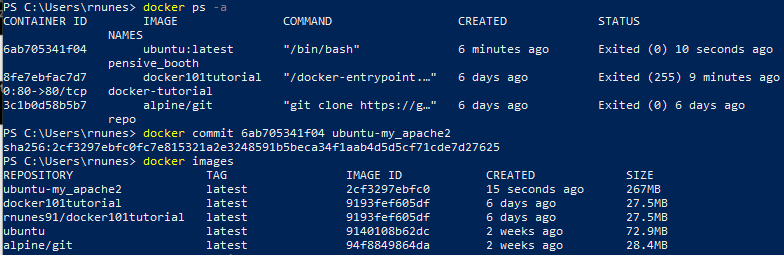 PS C:\Users\rnunes> docker ps -a
CONTAINER ID   IMAGE   COMMAND   CREATED   STATUS
NAMES
6ab705341f04   ubuntu:latest   "/bin/bash"   6 minutes ago   Exited (0) 10 seconds ago
pensive_booth
8fe7ebfac7d7   docker101tutorial   "/docker-entrypoint.…"   6 days ago   Exited (255) 9 minutes ago
0:80->80/tcp   docker-tutorial
3c1b0d58b5b7   alpine/git   "git clone https://g…"   6 days ago   Exited (0) 6 days ago
repo
PS C:\Users\rnunes> docker commit 6ab705341f04 ubuntu-my_apache2
sha256:2cf3297ebfc0fc7e815321a2e3248591b5beca34f1aab4d5d5cf71cde7d27625
PS C:\Users\rnunes> docker images
REPOSITORY   TAG   IMAGE ID   CREATED   SIZE
ubuntu-my_apache2   latest   2cf3297ebfc0   15 seconds ago   267MB
docker101tutorial   latest   9193fef605df   6 days ago   27.5MB
rnunes91/docker101tutorial   latest   9193fef605df   6 days ago   27.5MB
ubuntu   latest   9140108b62dc   2 weeks ago   72.9MB
alpine/git   latest   94f8849864da   2 weeks ago   28.4MB